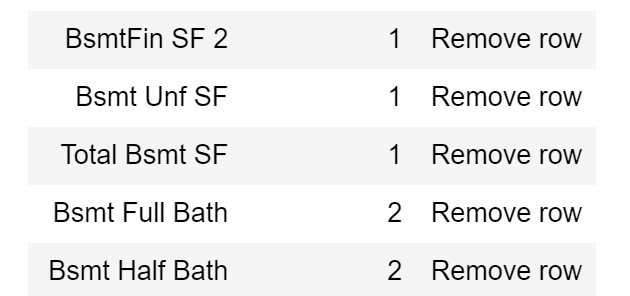 BsmtFin SF 2 1 Remove row
Bsmt Unf SF 1 Remove row
Total Bsmt SF 1 Remove row
Bsmt Full Bath 2 Remove row
Bsmt Half Bath 2 Remove row